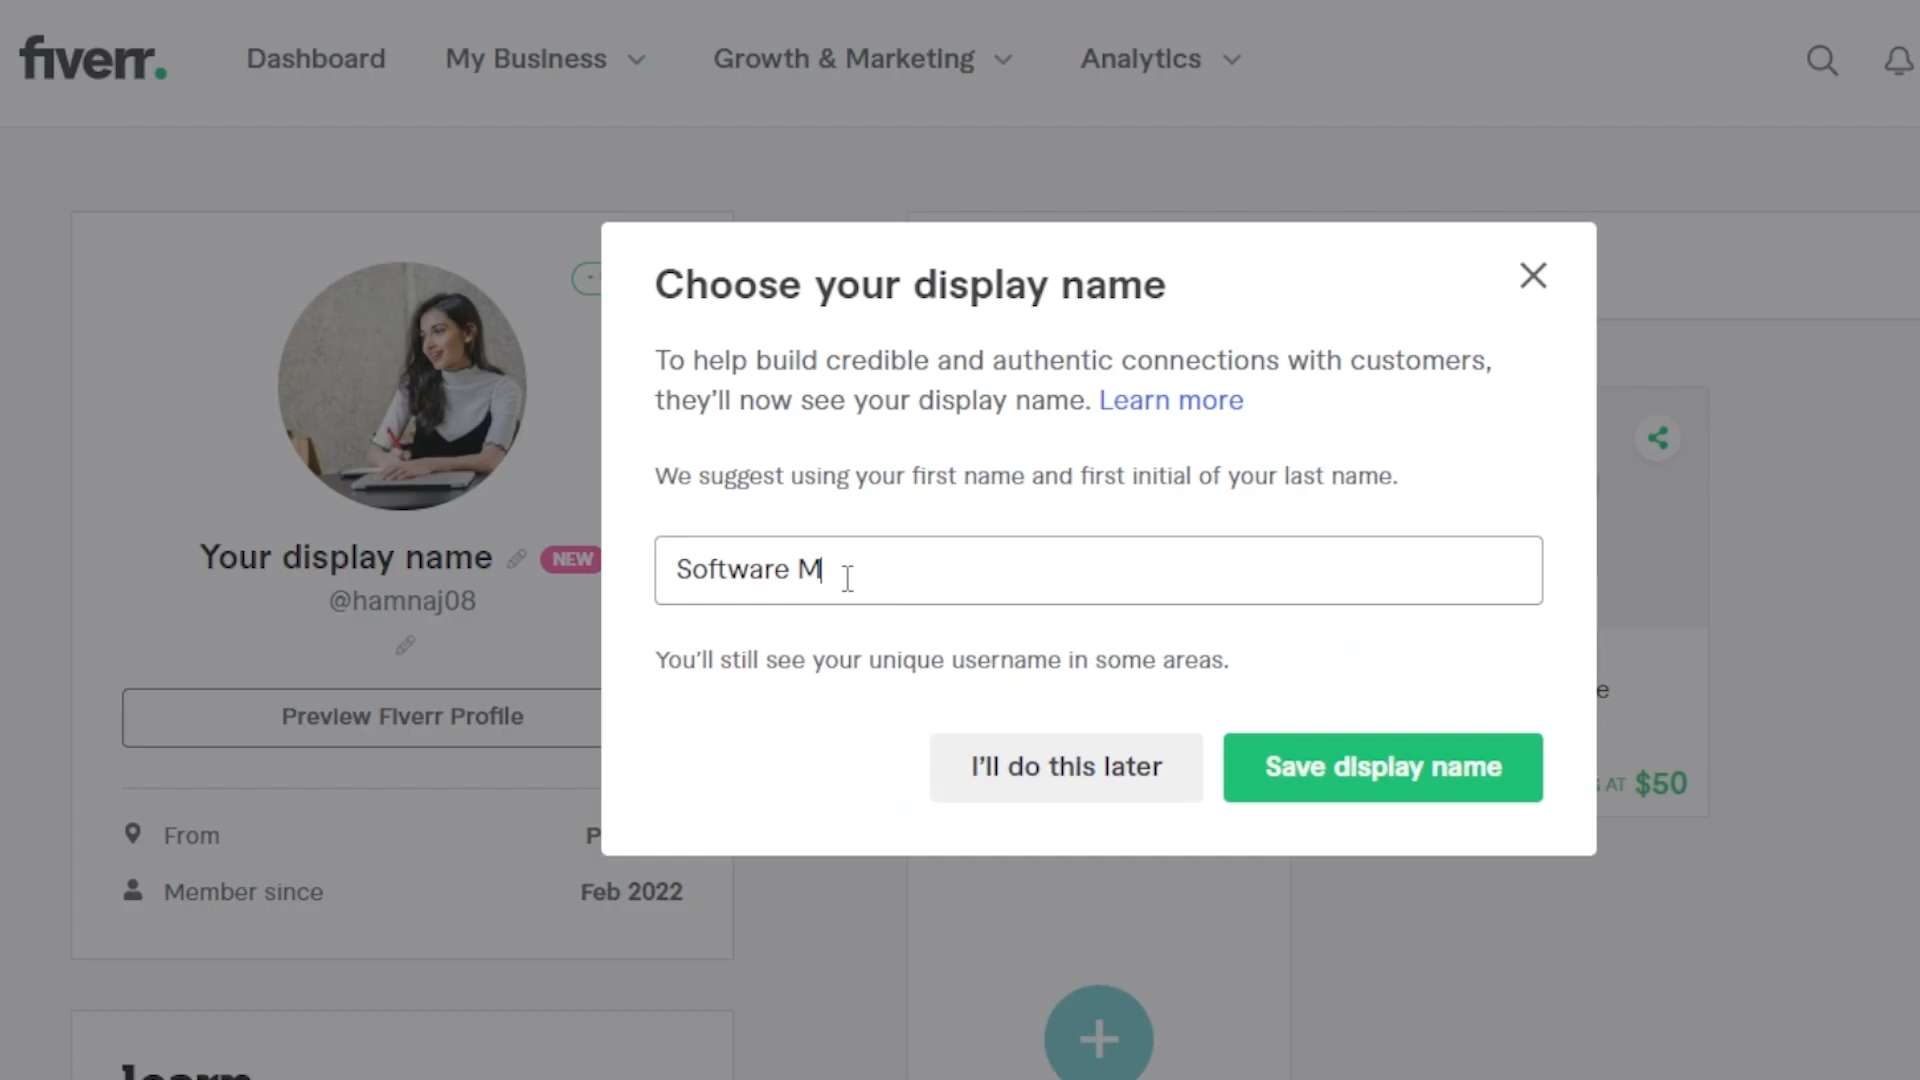 fiverr.
Dashboard
My Business
Growth & Marketing
Analytics
Choose your display name
To help build credible and authentic connections with customers,
they'll now see your display name. Learn more
We suggest using your first name and first initial of your last name.
Software M
You'll still see your unique username in some areas.
I'll do this later
Save display name
Your display name
NEW
@hamnaj08
Preview Fiverr Profile
From
P
Member since
Feb 2022
e
AT $50